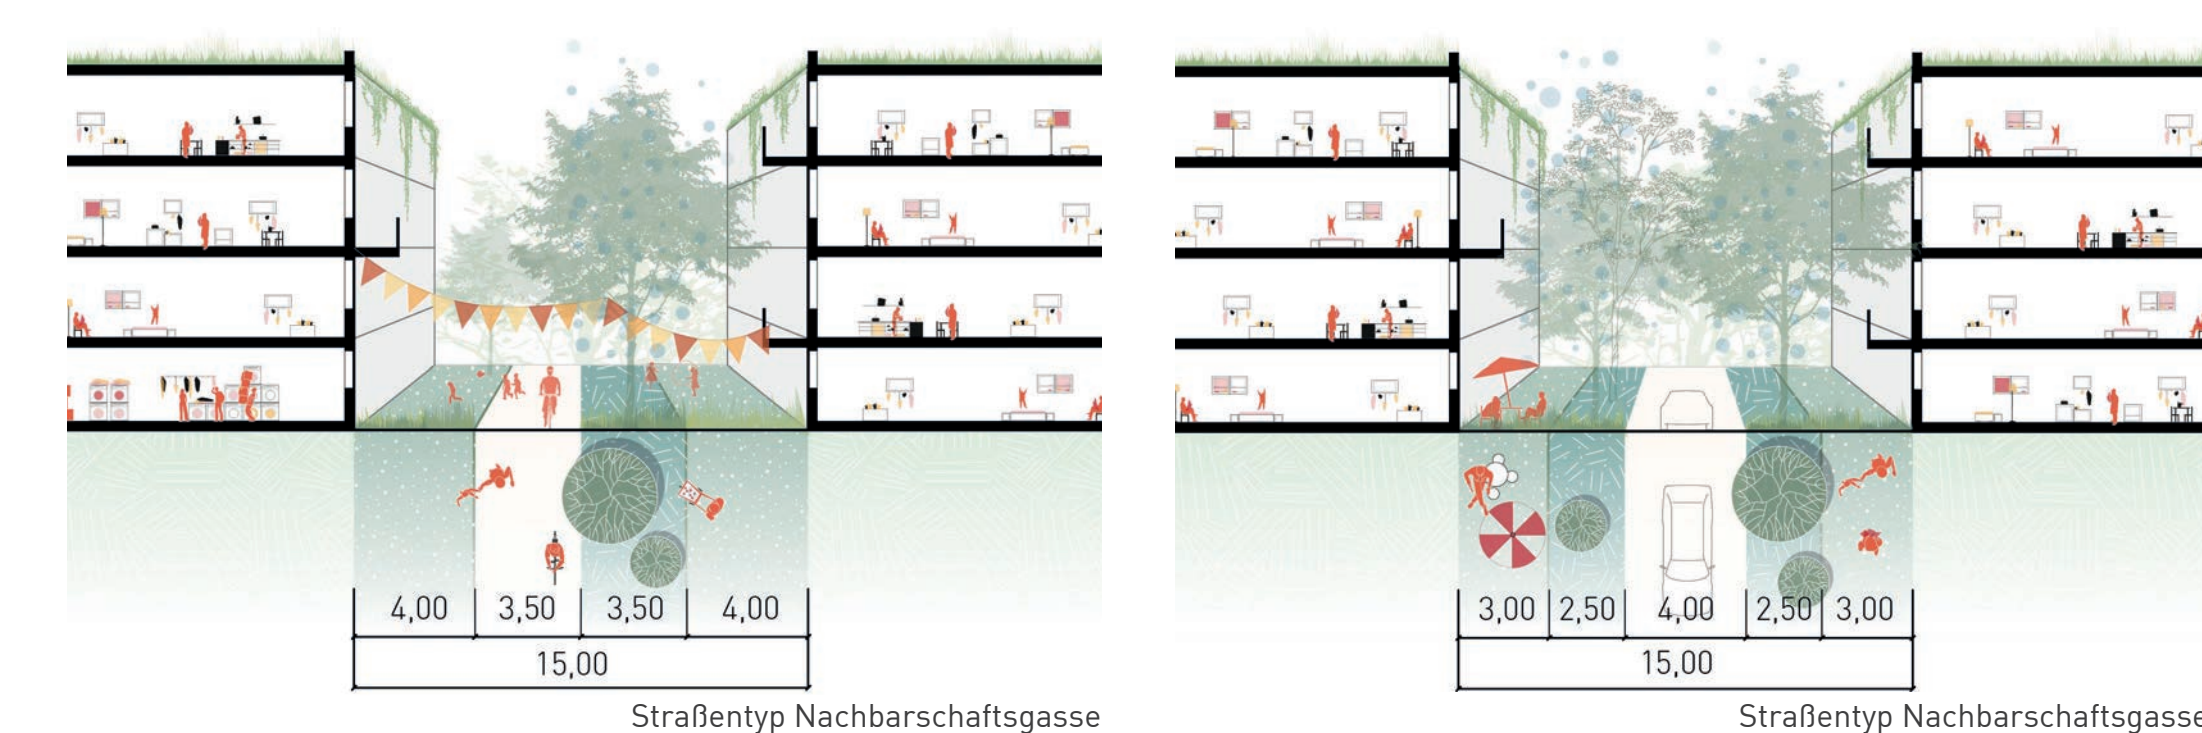 4,00 3,50 3,50 4,00
15,00
Straßentyp Nachbarschaftsgasse
3,00 2,50 4,00 2,50 3,00
15,00
Straßentyp Nachbarschaftsgasse